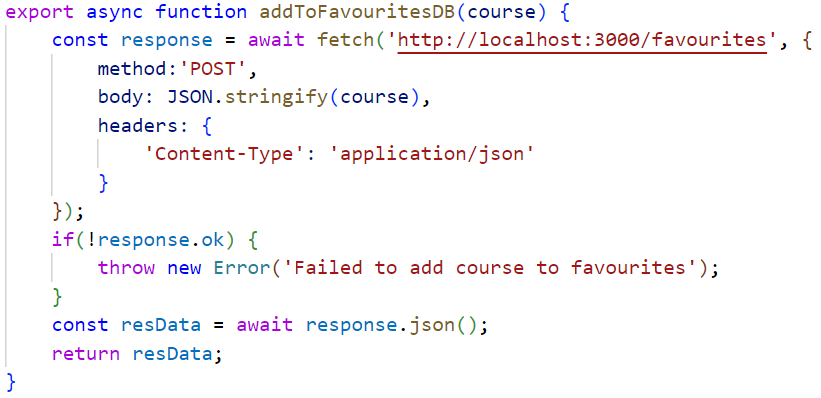 export async function addToFavouritesDB(course) {
    const response = await fetch('http://localhost:3000/favourites', {
        method:'POST',
        body: JSON.stringify(course),
        headers: {
            'Content-Type': 'application/json'
        }
    });
    if(!response.ok) {
        throw new Error('Failed to add course to favourites');
    }
    const resData = await response.json();
    return resData;
}